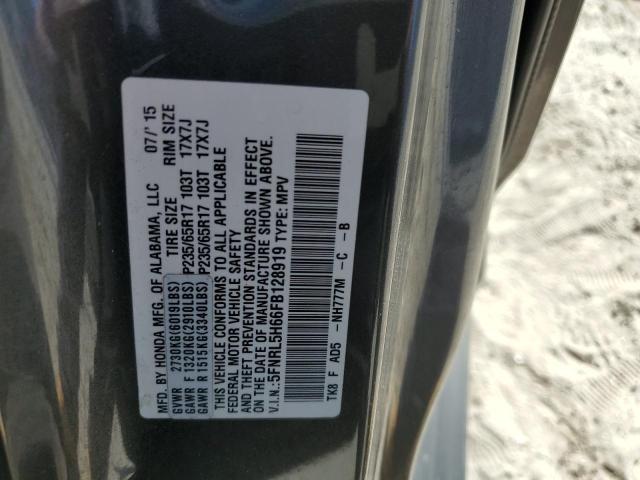 MFD. BY HONDA MFG. OF ALABAMA, LLC 07/'15
TIRE SIZE RIM SIZE
GVWR 2730KG(6019LBS)
GAWR F 1320KG(2910LBS) P235/65R17 103T 17X7J
GAWR R 1515KG(3340LBS) P235/65R17 103T 17X7J
THIS VEHICLE CONFORMS TO ALL APPLICABLE
FEDERAL MOTOR VEHICLE SAFETY
AND THEFT PREVENTION STANDARDS IN EFFECT
ON THE DATE OF MANUFACTURE SHOWN ABOVE.
V.I.N.:5FNRL5H66FB128919 TYPE: MPV
TK8 F AD5 -NH777M -C -B